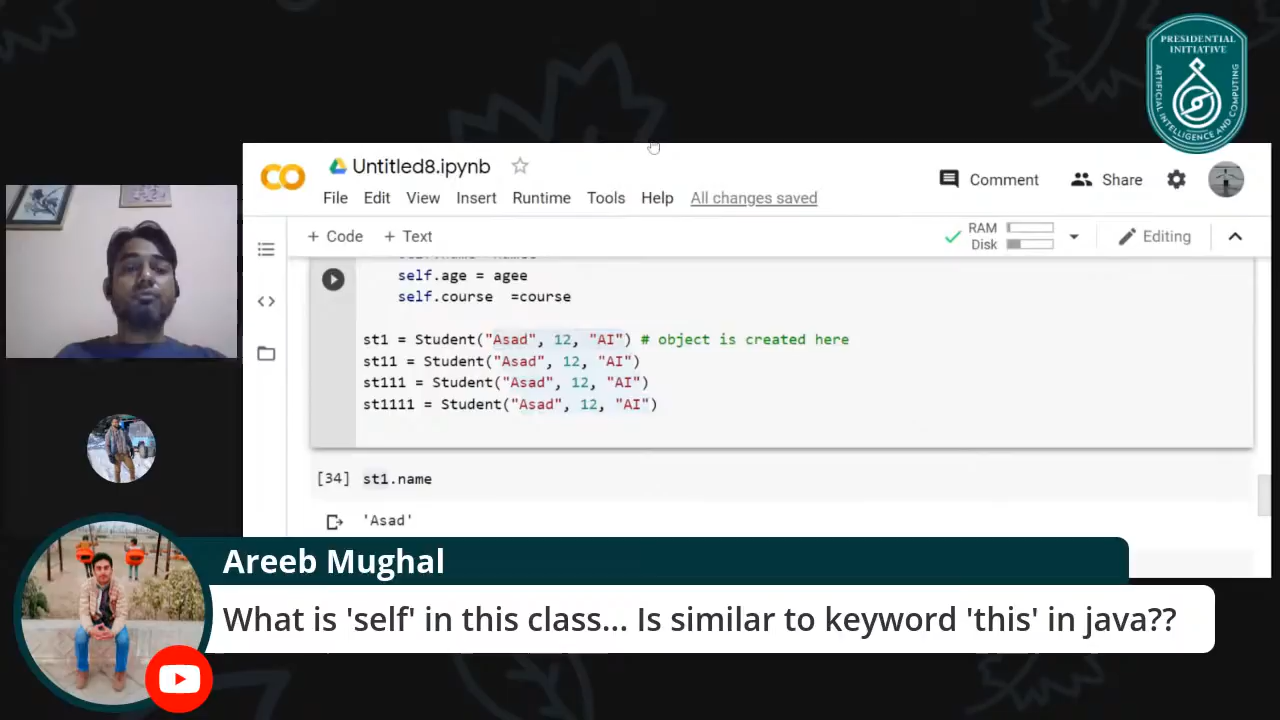 PRESIDENTIAL
INITIATIVE
ARTIFICIAL INTELLIGENCE AND COMPUTING
CO
Untitled8.ipynb
Comment
Share
File Edit View Insert Runtime Tools Help All changes saved
+ Code + Text
RAM
Disk
Editing
self.age = agee
self.course  =course
st1 = Student("Asad", 12, "AI") # object is created here
st11 = Student("Asad", 12, "AI")
st111 = Student("Asad", 12, "AI")
st1111 = Student("Asad", 12, "AI")
[34] st1.name
'Asad'
Areeb Mughal
What is 'self' in this class... Is similar to keyword 'this' in java??